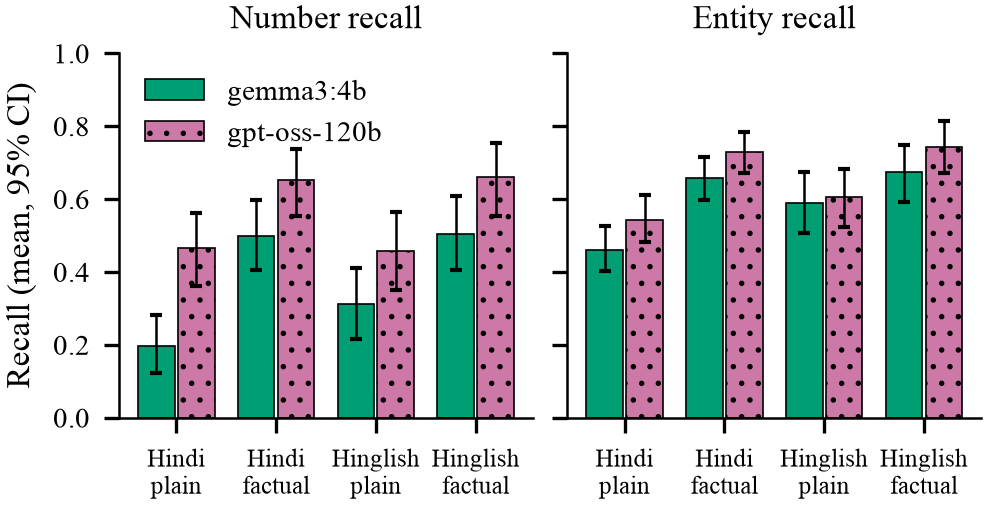 Number recall
Entity recall
Recall (mean, 95% CI)
1.0
0.8
0.6
0.4
0.2
0.0
gemma3:4b
gpt-oss-120b
Hindi
plain
Hindi
factual
Hinglish
plain
Hinglish
factual
Hindi
plain
Hindi
factual
Hinglish
plain
Hinglish
factual